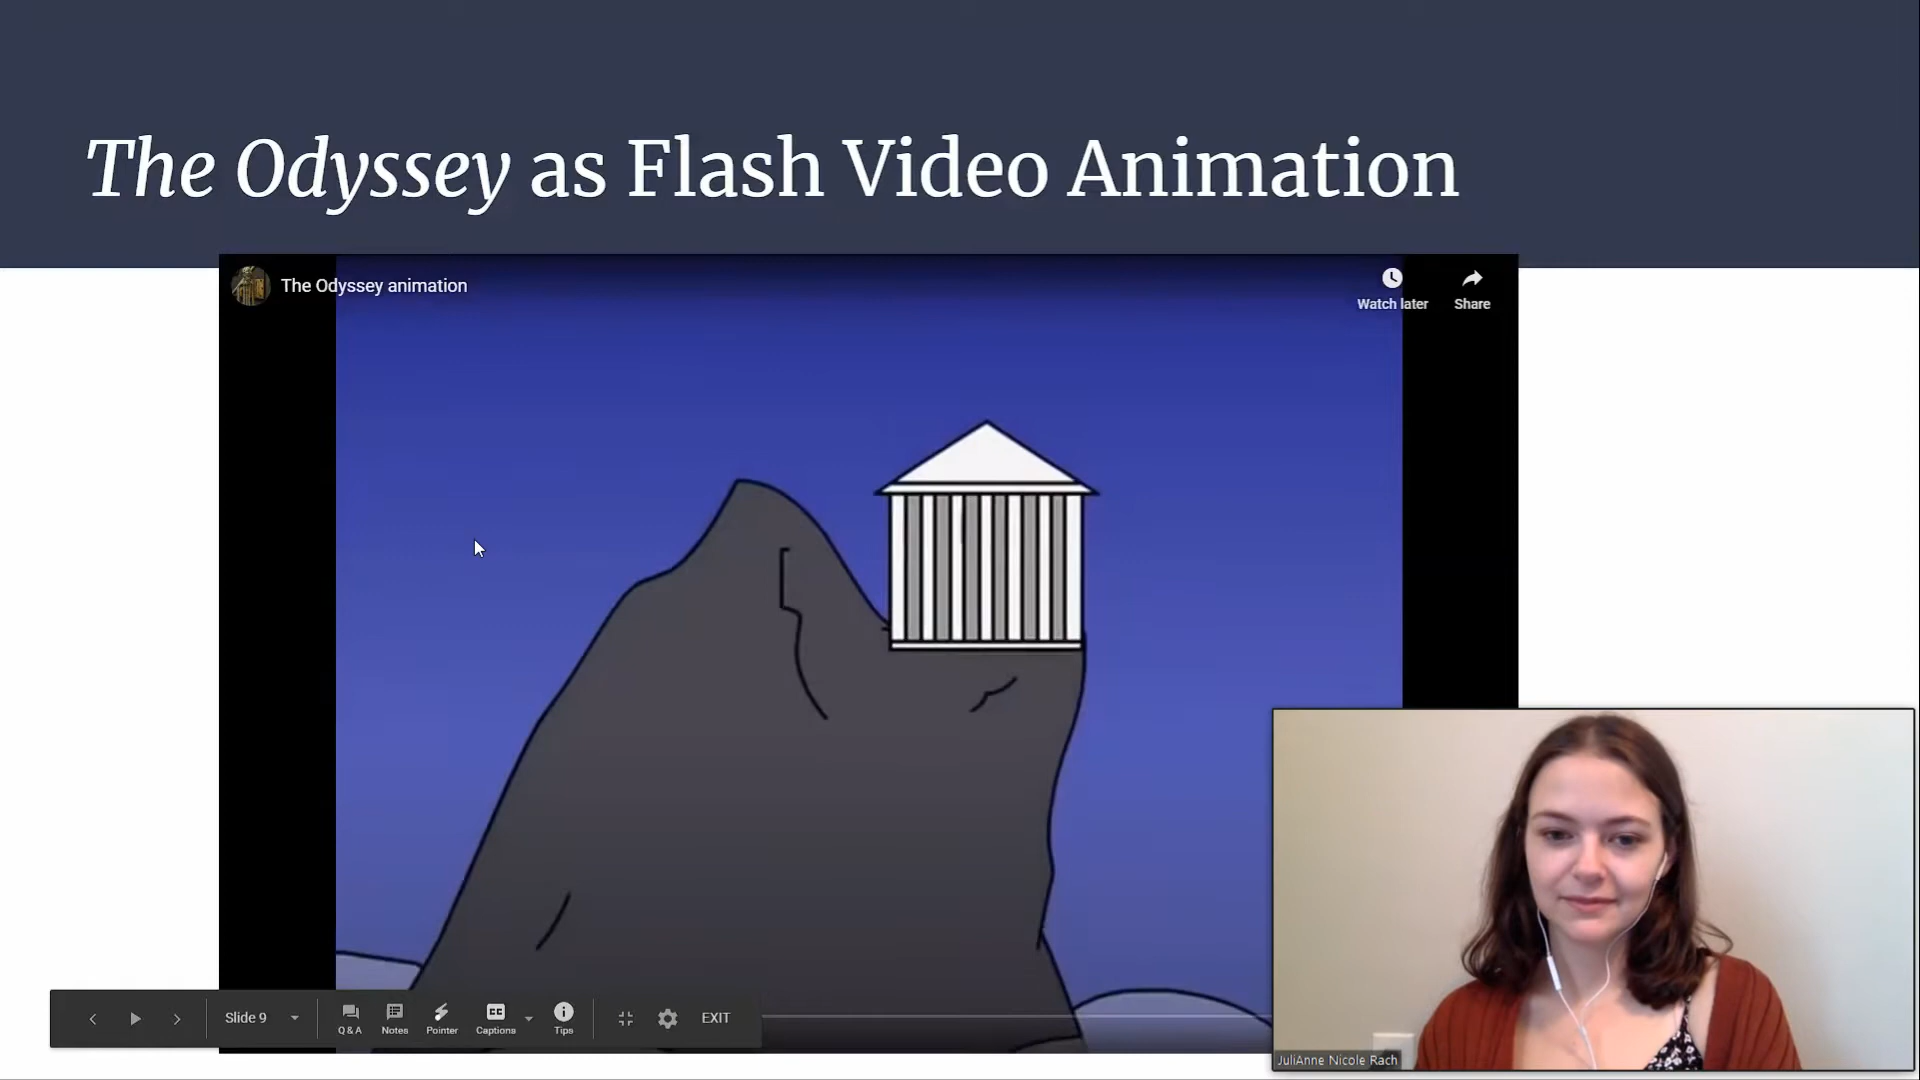 The Odyssey as Flash Video Animation
The Odyssey animation
Watch later
Share
Slide 9
Q & A
Notes
Pointer
CC
Captions
Tips
EXIT
JuliAnne Nicole Rach